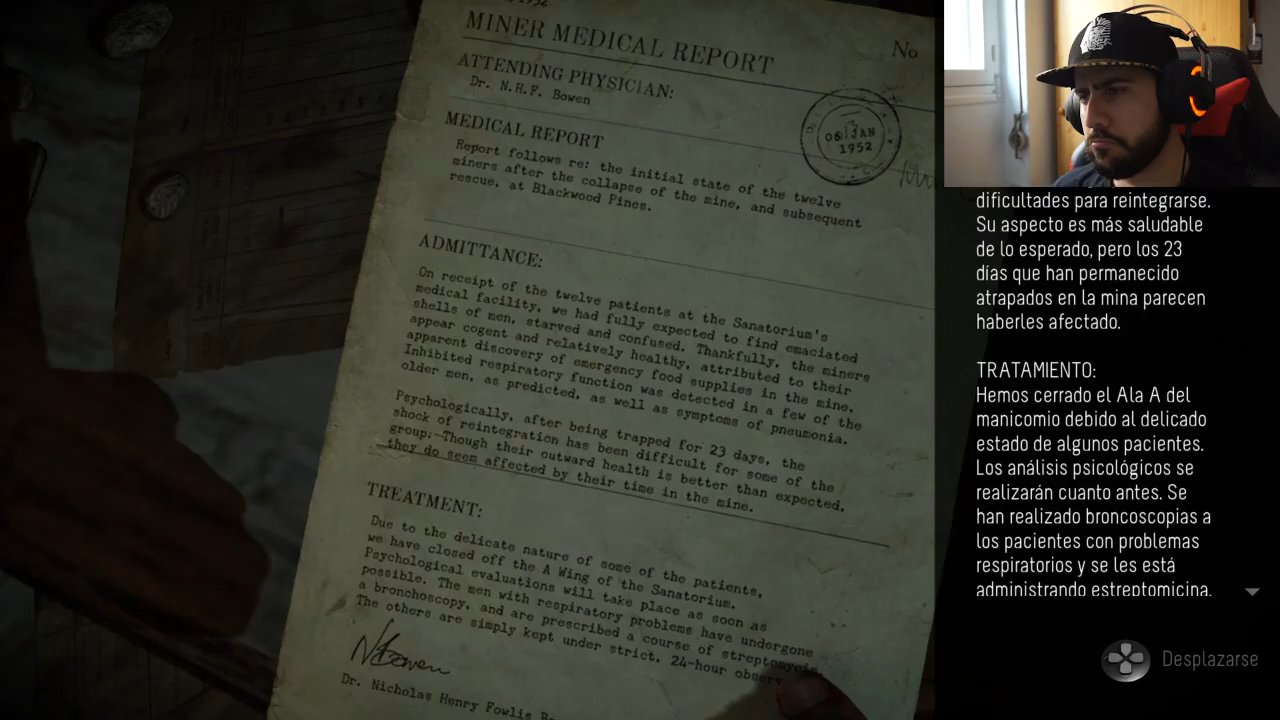 MINER MEDICAL REPORT
No
ATTENDING PHYSICIAN:
Dr. N.H.F. Bowen
06 JAN
1952
MEDICAL REPORT
Report follows re: the initial state of the twelve
miners after the collapse of the mine, and subsequent
rescue, at Blackwood Pines.
ADMITTANCE:
On receipt of the twelve patients at the Sanatorium's
medical facility, we had fully expected to find emaciated
shells of men, starved and confused. Thankfully, the miners
appear cogent and relatively healthy, attributed to their
apparent discovery of emergency food supplies in the mine.
Inhibited respiratory function was detected in a few of the
older men, as predicted, as well as symptoms of pneumonia.
Psychologically, after being trapped for 23 days, the
shock of reintegration has been difficult for some of the
group. Though their outward health is better than expected,
they do seem affected by their time in the mine.
TREATMENT:
Due to the delicate nature of some of the patients,
we have closed off the A Wing of the Sanatorium.
Psychological evaluations will take place as soon as
possible. The men with respiratory problems have undergone
a bronchoscopy, and are prescribed a course of streptomycin.
The others are simply kept under strict, 24-hour observ
NBowen
Dr. Nicholas Henry Fowlis
dificultades para reintegrarse.
Su aspecto es más saludable
de lo esperado, pero los 23
días que han permanecido
atrapados en la mina parecen
haberles afectado.
TRATAMIENTO:
Hemos cerrado el Ala A del
manicomio debido al delicado
estado de algunos pacientes.
Los análisis psicológicos se
realizarán cuanto antes. Se
han realizado broncoscopias a
los pacientes con problemas
respiratorios y se les está
administrando estreptomicina.
Desplazarse